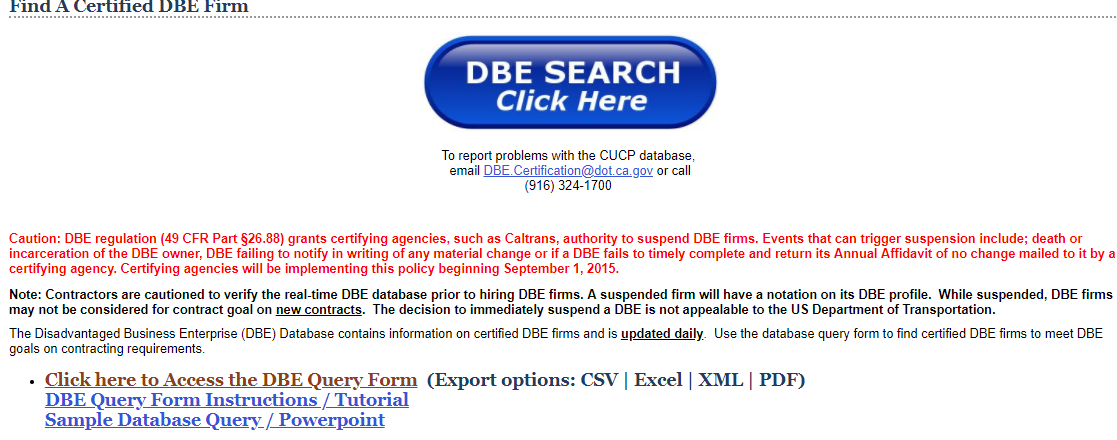 Find A Certified DBE Firm
DBE SEARCH
Click Here
To report problems with the CUCP database,
email DBE.Certification@dot.ca.gov or call
(916) 324-1700
Caution: DBE regulation (49 CFR Part §26.88) grants certifying agencies, such as Caltrans, authority to suspend DBE firms. Events that can trigger suspension include; death or
incarceration of the DBE owner, DBE failing to notify in writing of any material change or if a DBE fails to timely complete and return its Annual Affidavit of no change mailed to it by a
certifying agency. Certifying agencies will be implementing this policy beginning September 1, 2015.
Note: Contractors are cautioned to verify the real-time DBE database prior to hiring DBE firms. A suspended firm will have a notation on its DBE profile. While suspended, DBE firms
may not be considered for contract goal on new contracts. The decision to immediately suspend a DBE is not appealable to the US Department of Transportation.
The Disadvantaged Business Enterprise (DBE) Database contains information on certified DBE firms and is updated daily. Use the database query form to find certified DBE firms to meet DBE
goals on contracting requirements.
• Click here to Access the DBE Query Form (Export options: CSV | Excel | XML | PDF)
DBE Query Form Instructions / Tutorial
Sample Database Query / Powerpoint